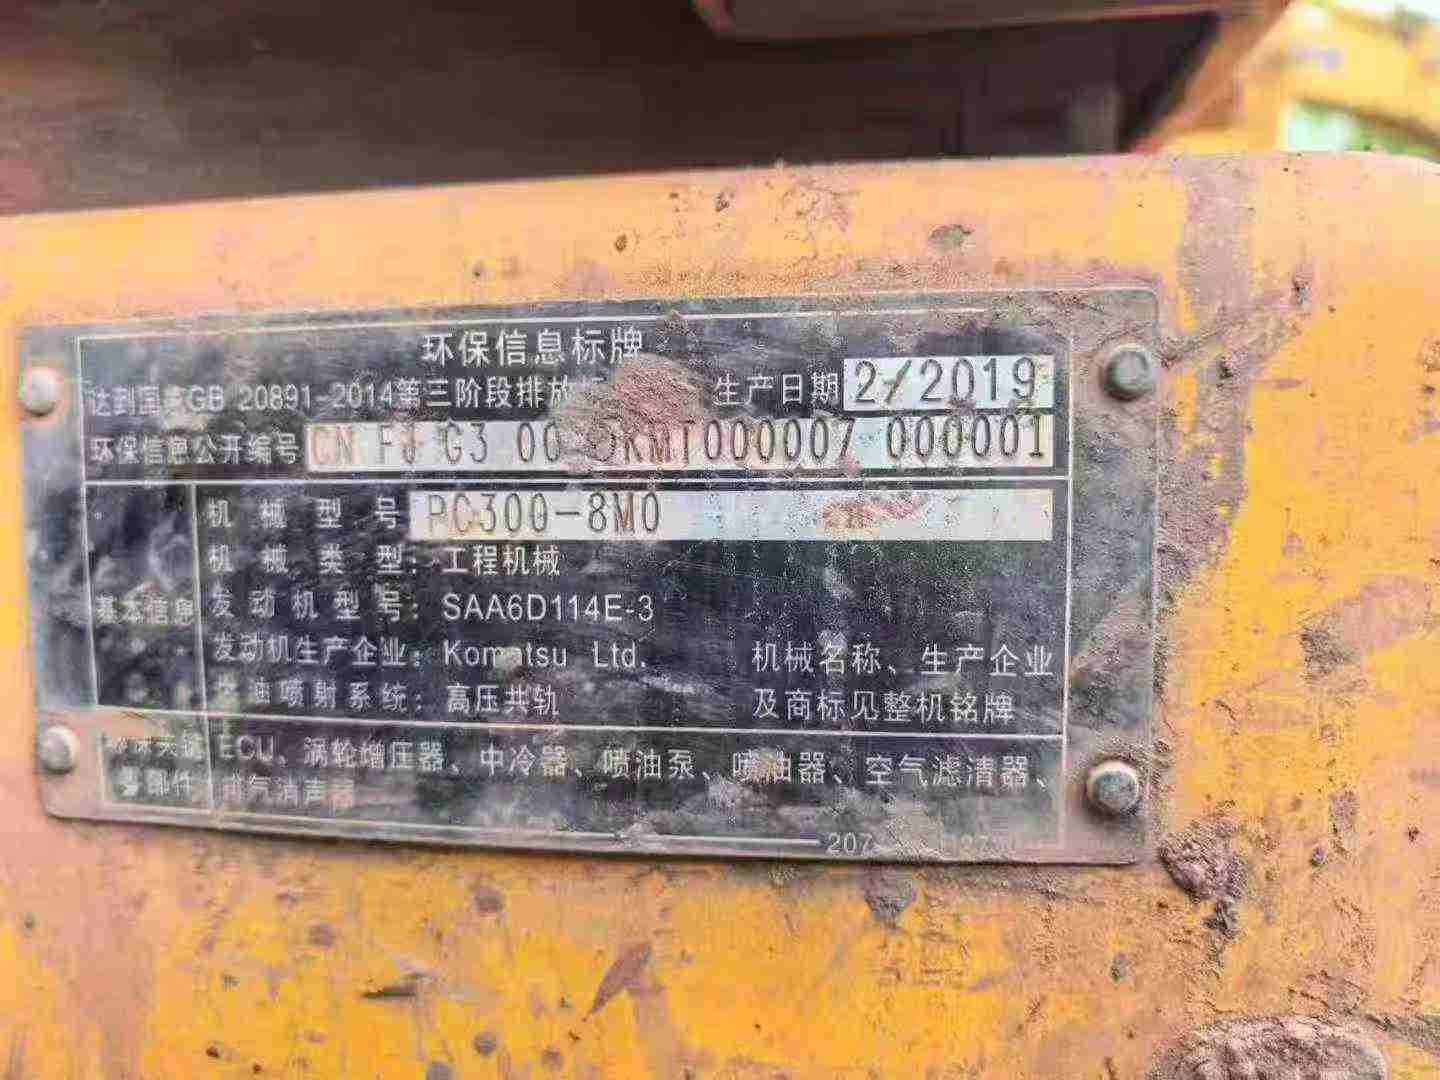 环保信息标牌
达到国家GB 20891-2014第三阶段排放 生产日期 2/2019
环保信息公开编号 CN G3 00 000007 000001
机械型号 PC300-8M0
机械类型：工程机械
基本信息 发动机型号：SAA6D114E-3
发动机生产企业：Komatsu Ltd. 机械名称、生产企业
油喷射系统：高压共轨 及商标见整机铭牌
ECU、涡轮增压器、中冷器、喷油泵、喷油器、空气滤清器、
零部件 排气消声器
207